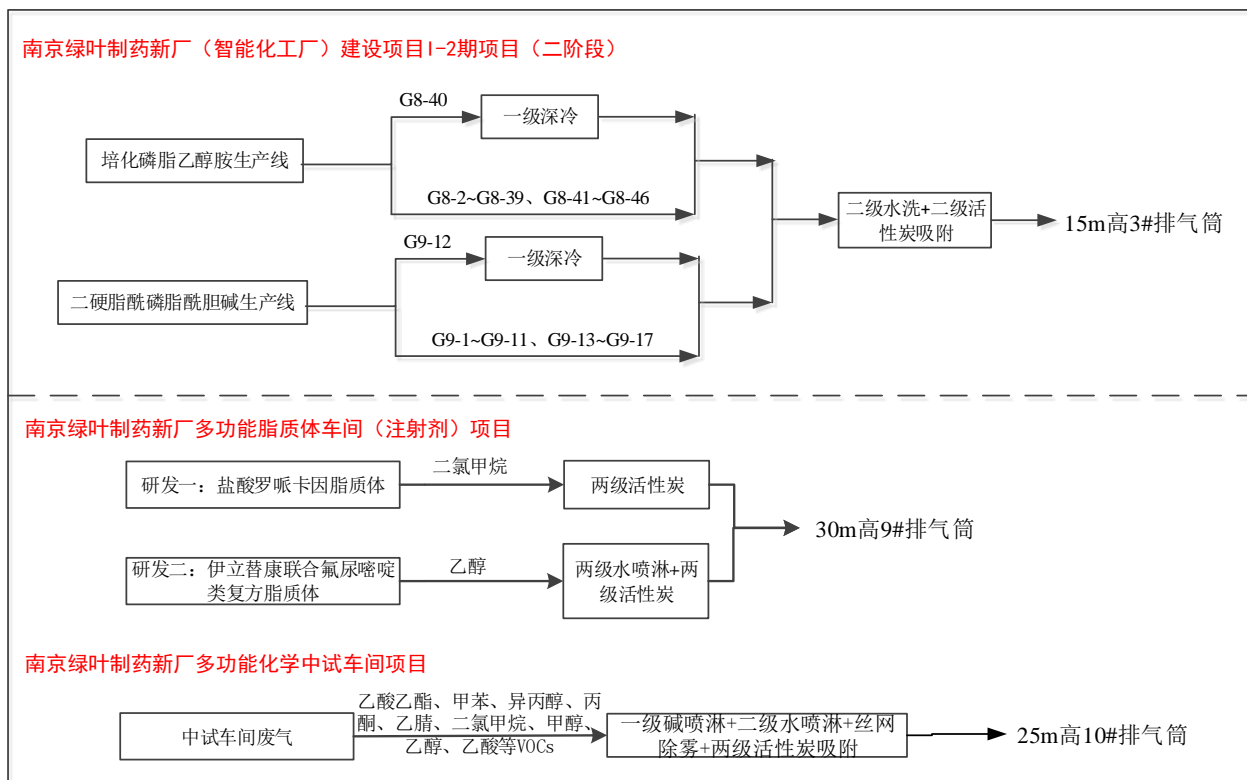 南京绿叶制药新厂（智能化工厂）建设项目I-2期项目（二阶段）
G8-40
一级深冷
培化磷脂乙醇胺生产线
G8-2~G8-39、G8-41~G8-46
二级水洗+二级活
性炭吸附
15m高3#排气筒
G9-12
一级深冷
二硬脂酰磷脂酰胆碱生产线
G9-1~G9-11、G9-13~G9-17
南京绿叶制药新厂多功能脂质体车间（注射剂）项目
研发一：盐酸罗哌卡因脂质体
二氯甲烷
两级活性炭
30m高9#排气筒
研发二：伊立替康联合氟尿嘧啶
类复方脂质体
乙醇
两级水喷淋+两
级活性炭
南京绿叶制药新厂多功能化学中试车间项目
中试车间废气
乙酸乙酯、甲苯、异丙醇、丙
酮、乙腈、二氯甲烷、甲醇、
乙醇、乙酸等VOCs
一级碱喷淋+二级水喷淋+丝网
除雾+两级活性炭吸附
25m高10#排气筒